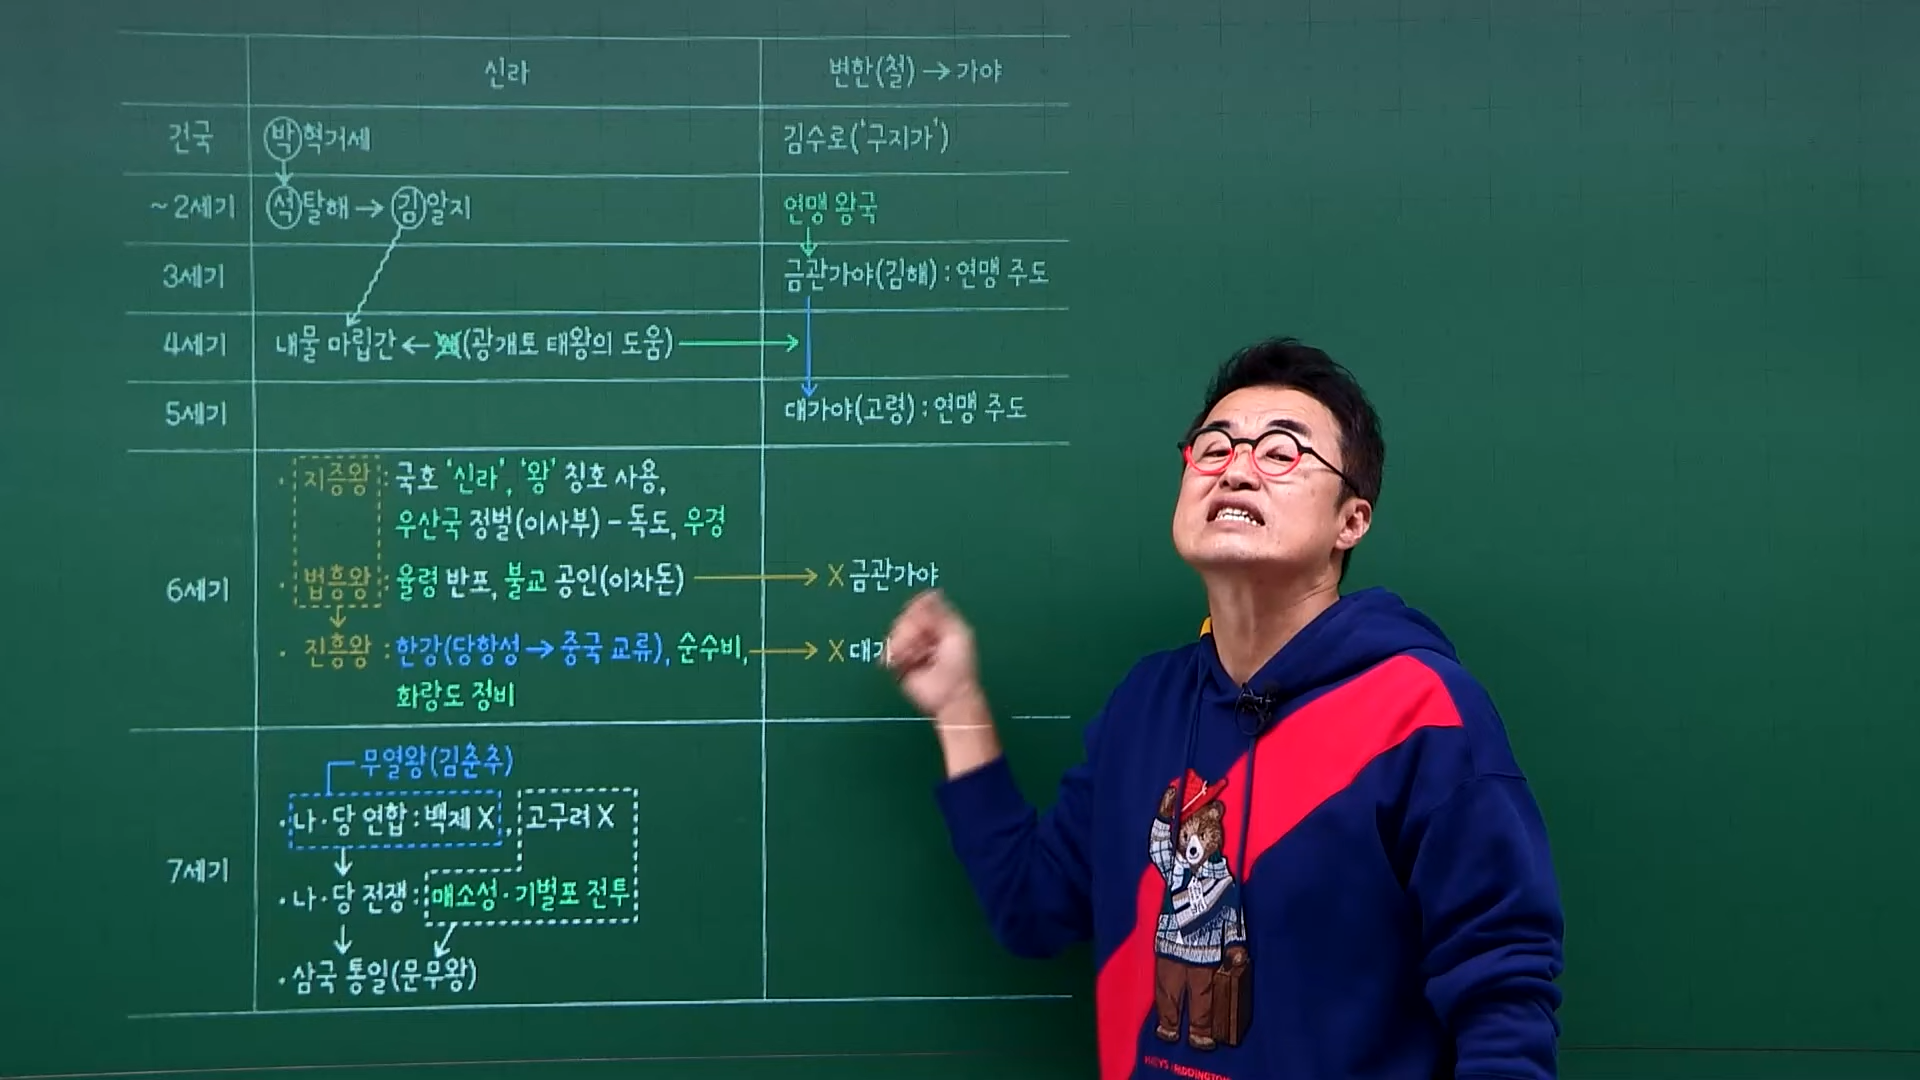 신라
변한(철) → 가야
건국
박혁거세
김수로('구지가')
~2세기
석탈해 → 김알지
연맹 왕국
3세기
금관가야(김해) : 연맹 주도
4세기
내물 마립간 ← (광개토 태왕의 도움)
5세기
대가야(고령) : 연맹 주도
6세기
· 지증왕 : 국호 '신라', '왕' 칭호 사용,
우산국 정벌(이사부) - 독도, 우경
· 법흥왕 : 율령 반포, 불교 공인(이차돈) → X 금관가야
· 진흥왕 : 한강(당항성 → 중국 교류), 순수비, → X 대가
화랑도 정비
7세기
무열왕(김춘추)
· 나·당 연합 : 백제 X, 고구려 X
· 나·당 전쟁 : 매소성·기벌포 전투
· 삼국 통일(문무왕)